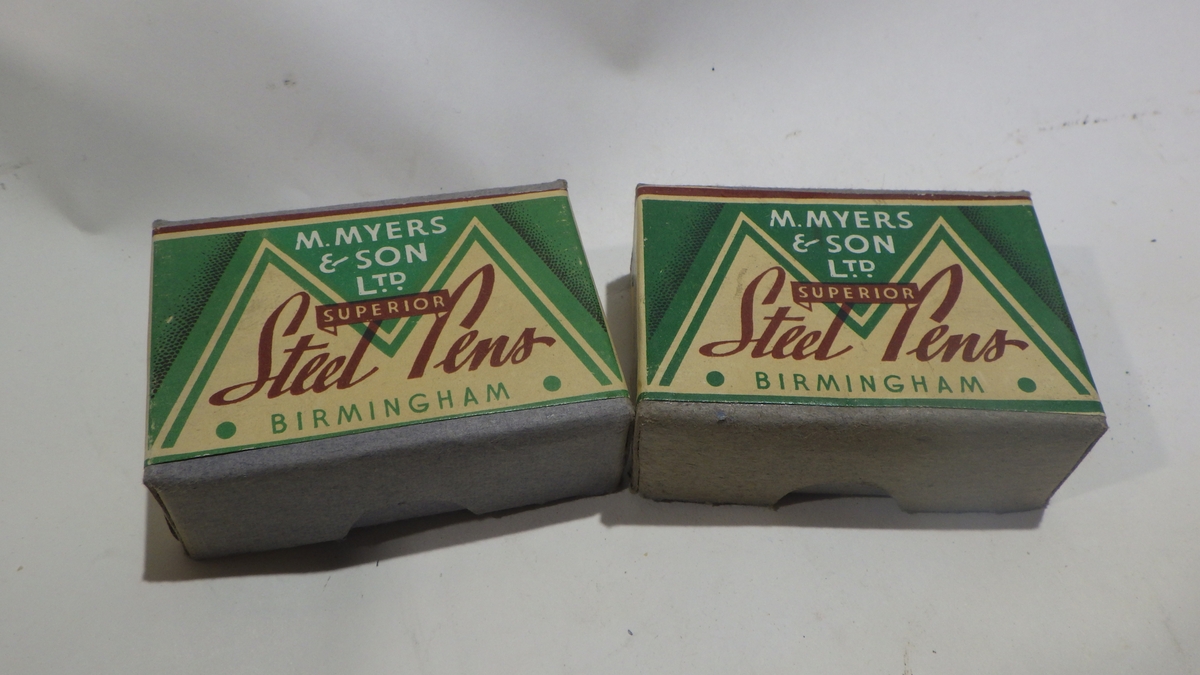 M. MYERS
& SON
LTD
SUPERIOR
Steel Pens
BIRMINGHAM
M. MYERS
& SON
LTD
SUPERIOR
Steel Pens
BIRMINGHAM